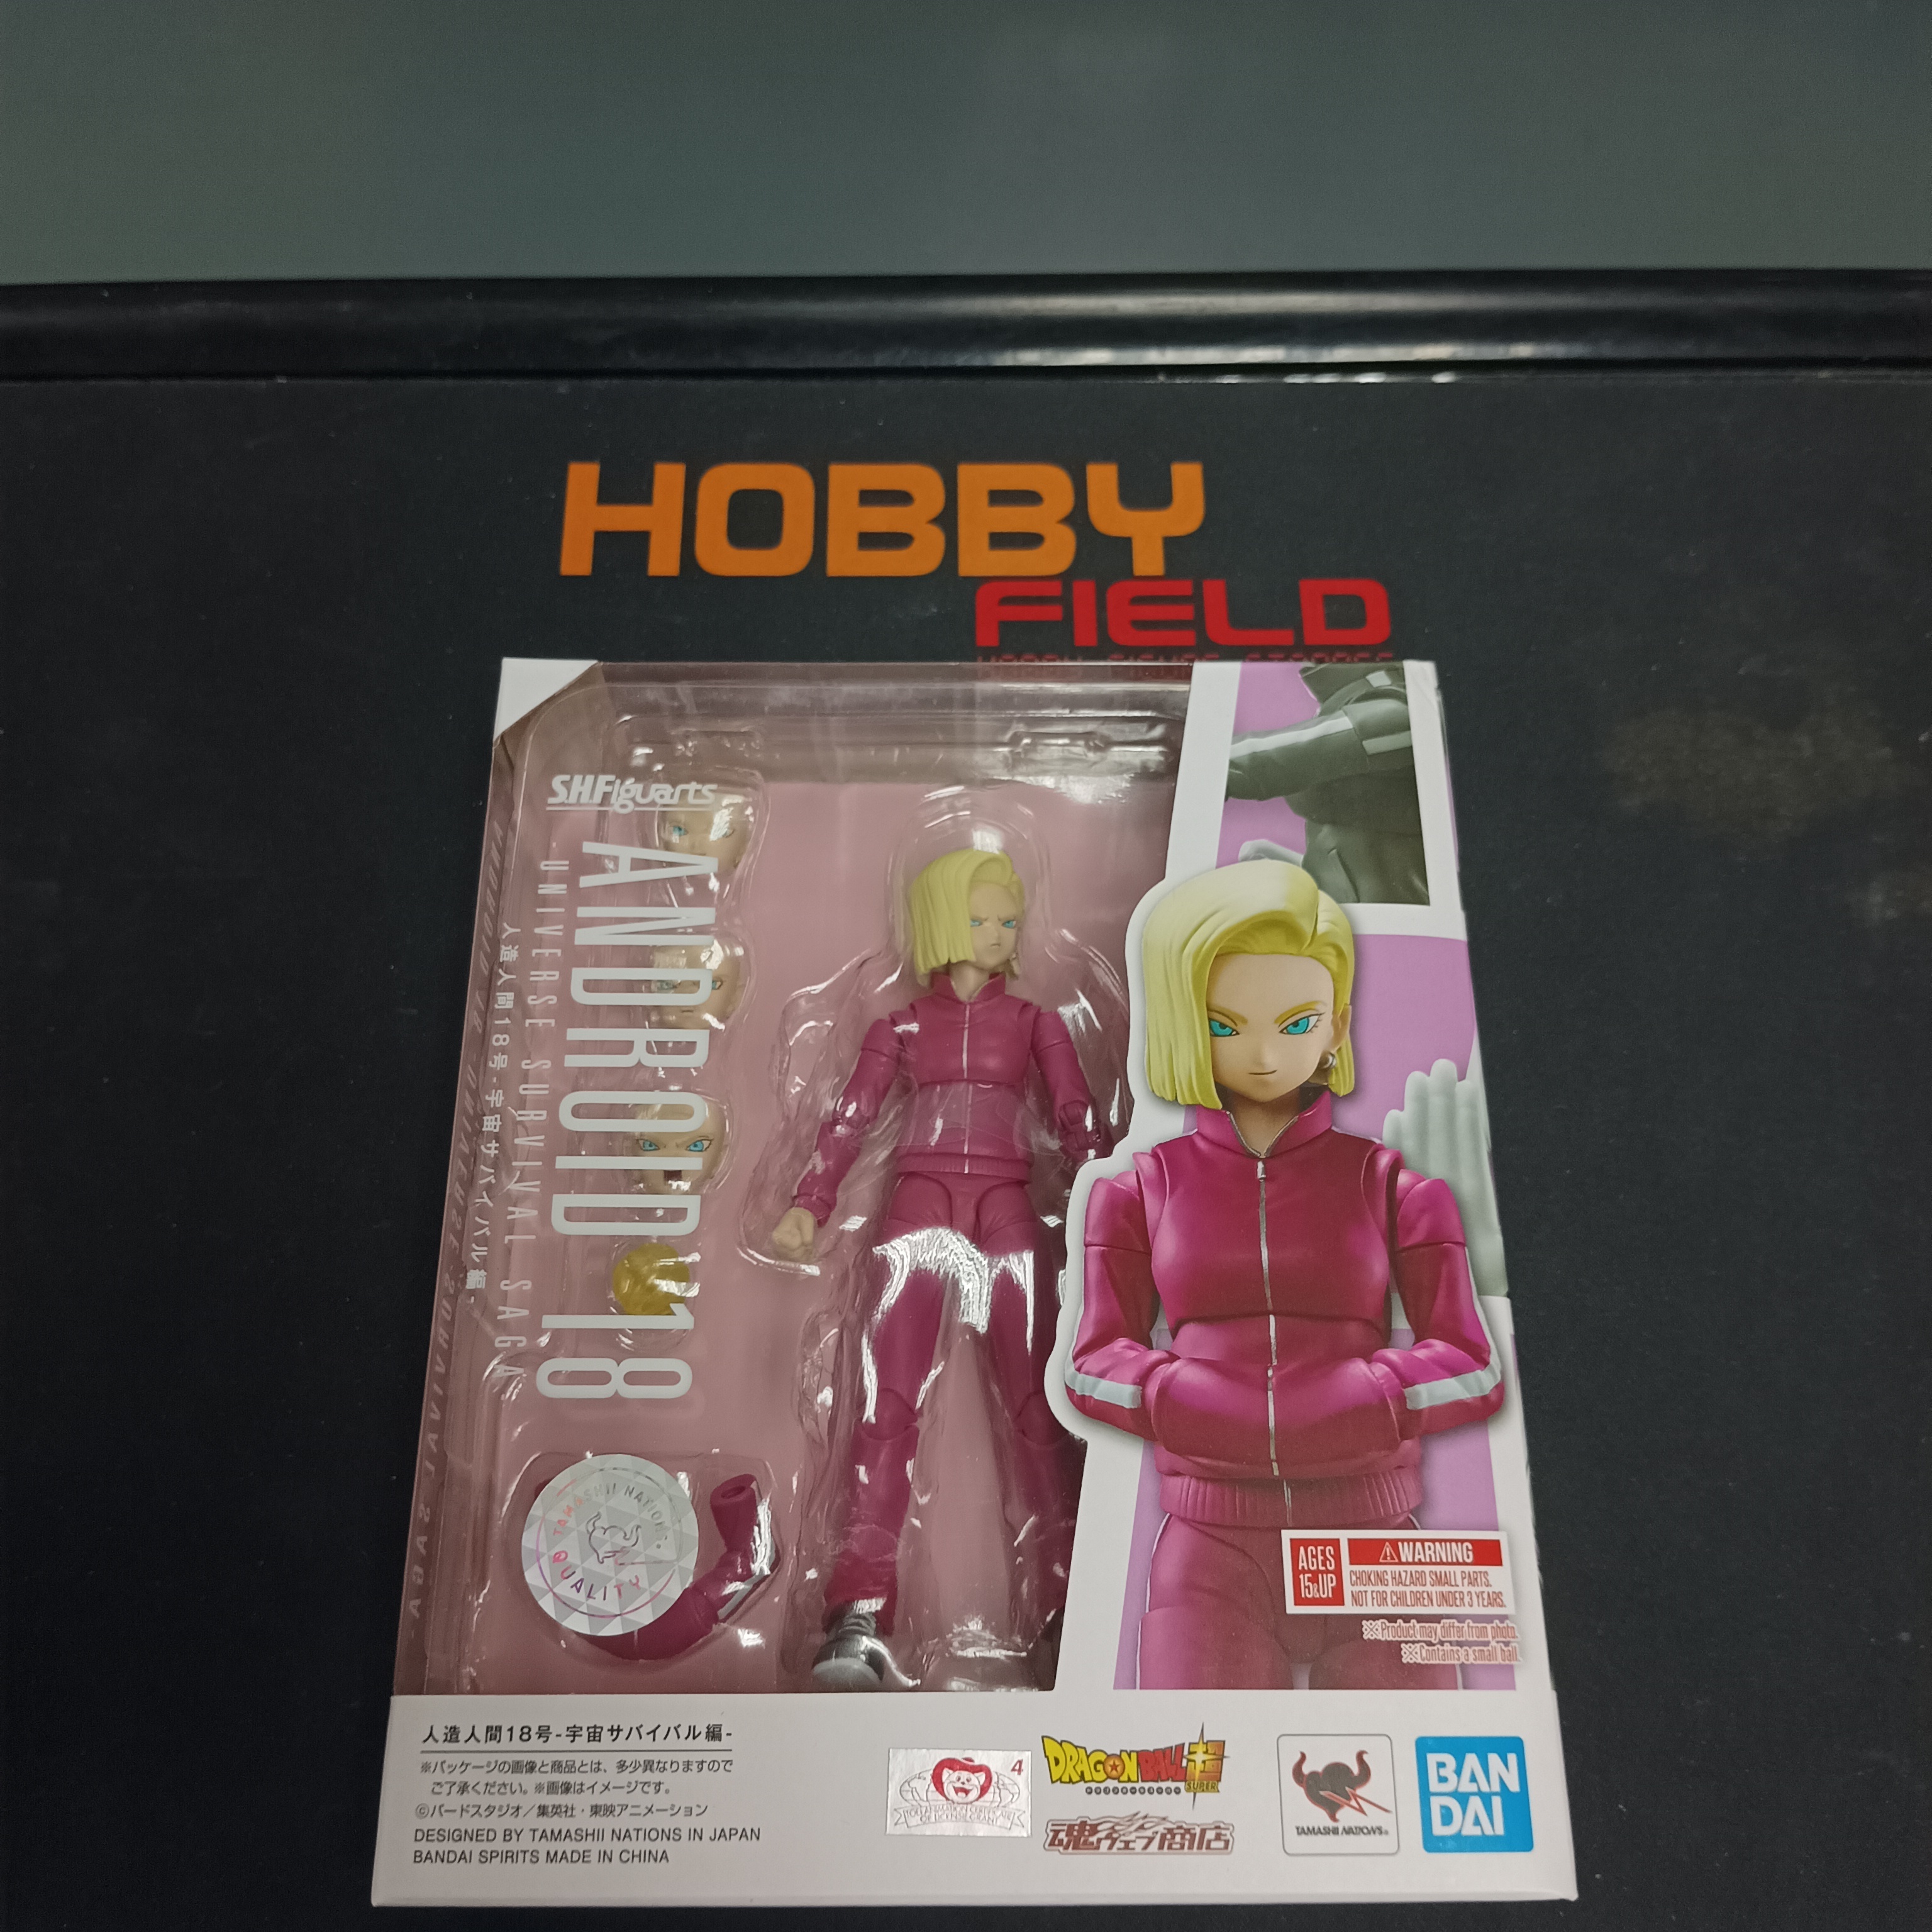 HOBBY
FIELD
S.H.Figuarts
ANDROID 18
UNIVERSE SURVIVAL SAGA
人造人間18号-宇宙サバイバル編-
TAMASHII NATIONS
QUALITY
AGES
15&UP
⚠WARNING
CHOKING HAZARD SMALL PARTS.
NOT FOR CHILDREN UNDER 3 YEARS.
※Product may differ from photo.
※Contains a small ball.
人造人間18号-宇宙サバイバル編-
※パッケージの画像と商品とは、多少異なりますので
ご了承ください。※画像はイメージです。
©バードスタジオ／集英社・東映アニメーション
DESIGNED BY TAMASHII NATIONS IN JAPAN
BANDAI SPIRITS MADE IN CHINA
4
DRAGON BALL超
SUPER
魂ウェブ商店
TAMASHII NATIONS
BAN
DAI